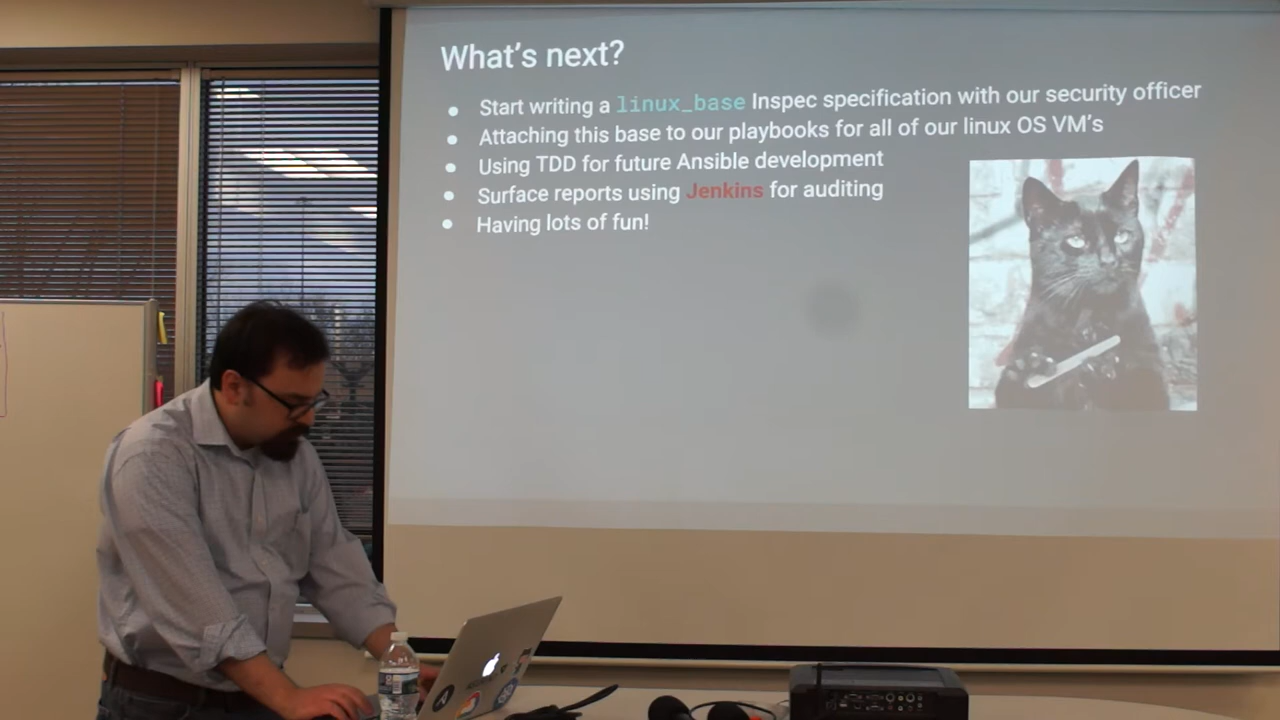 What's next?
Start writing a linux_base Inspec specification with our security officer
Attaching this base to our playbooks for all of our linux OS VM's
Using TDD for future Ansible development
Surface reports using Jenkins for auditing
Having lots of fun!